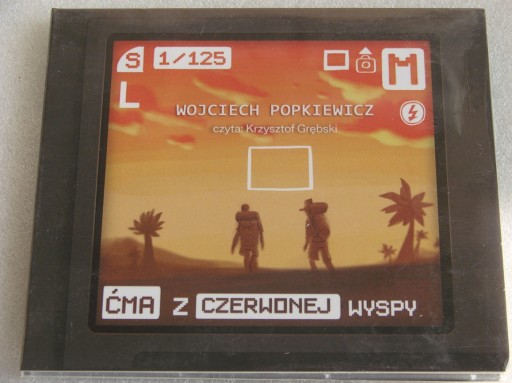 S 1/125
M
L
WOJCIECH POPKIEWICZ
czyta: Krzysztof Grębski
ĆMA Z CZERWONEJ WYSPY